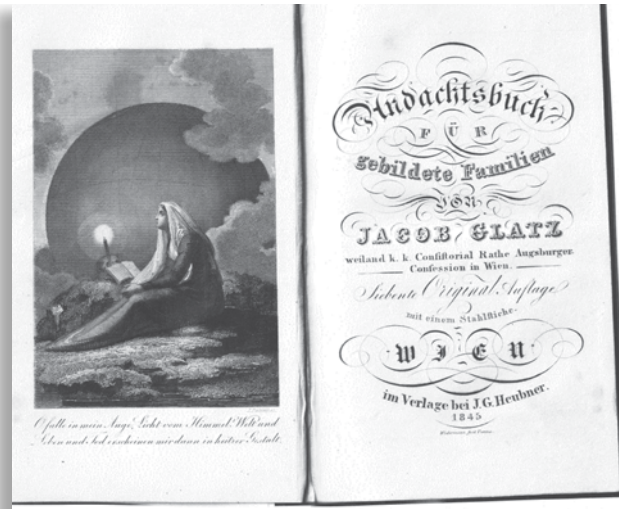 O falle in mein Auge, Licht vom Himmel! Welt und
Leben und Tod erscheinen mir dann in heitrer Gestalt.
Andachtsbuch
FÜR
gebildete Familien
VON
JACOB GLATZ
weiland k. k. Consistorial Rathe Augsburger
Confession in Wien.
Siebente Original Auflage
mit einem Stahlstiche.
WIEN
im Verlage bei J. G. Heubner.
1845